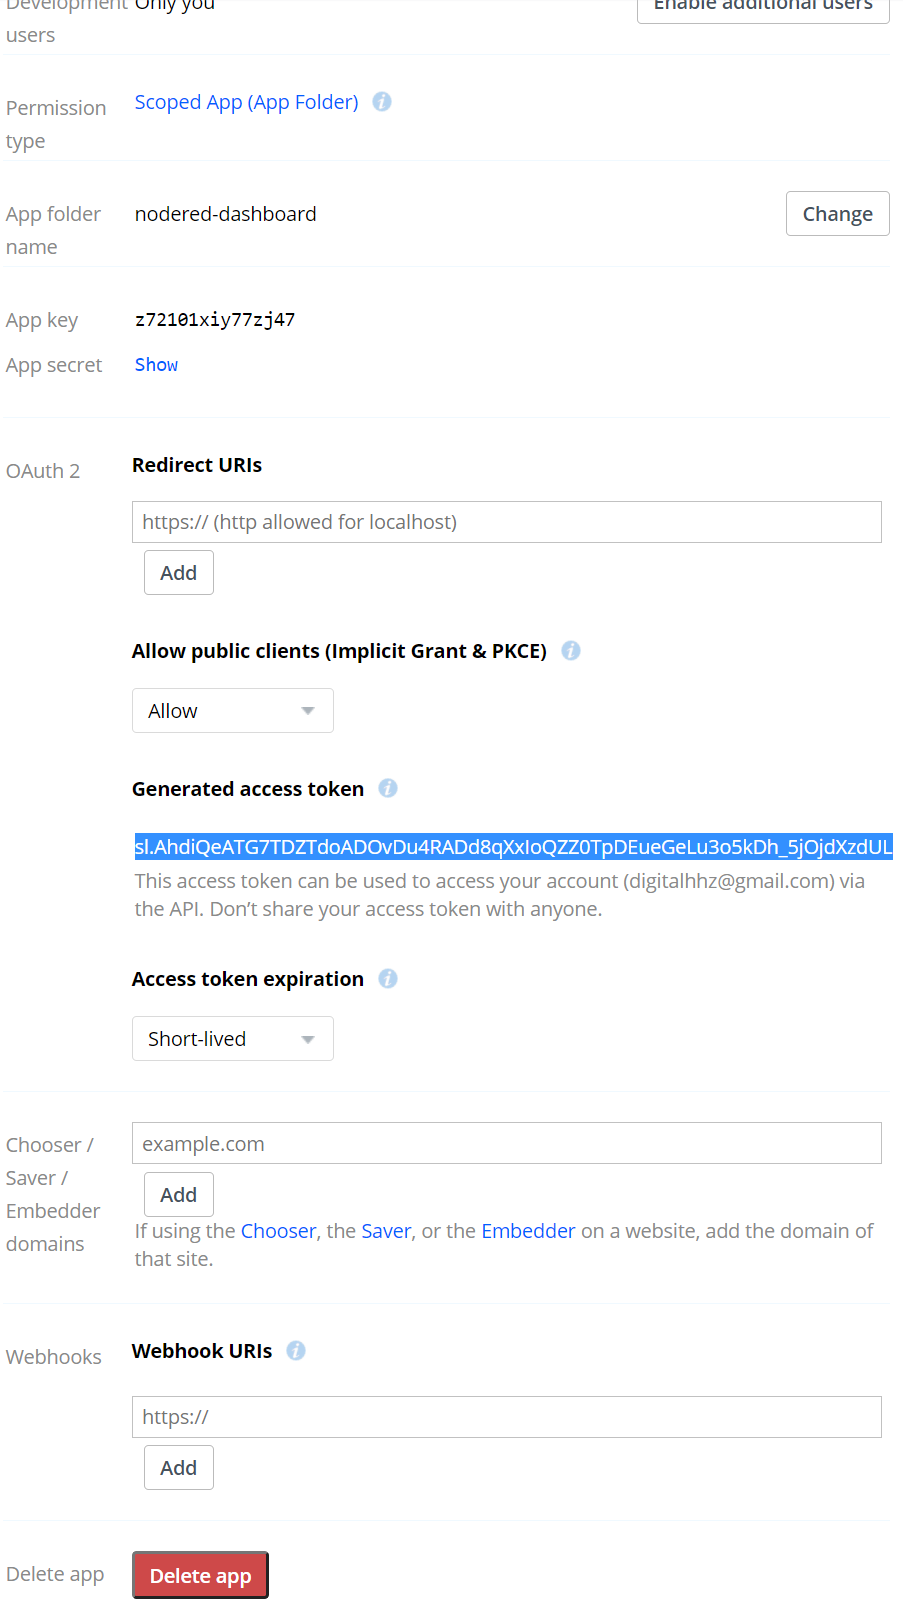 Development Only you Enable additional users
users
Permission type
Scoped App (App Folder)
App folder name
nodered-dashboard
Change
App key
z72101xiy77zj47
App secret
Show
OAuth 2
Redirect URIs
https:// (http allowed for localhost)
Add
Allow public clients (Implicit Grant & PKCE)
Allow
Generated access token
sl.AhdiQeATG7TDZTdoADOvDu4RADd8qXxIoQZZ0TpDEueGeLu3o5kDh_5jOjdXzdUL
This access token can be used to access your account (digitalhhz@gmail.com) via
the API. Don’t share your access token with anyone.
Access token expiration
Short-lived
Chooser /
Saver /
Embedder
domains
example.com
Add
If using the Chooser, the Saver, or the Embedder on a website, add the domain of
that site.
Webhooks
Webhook URIs
https://
Add
Delete app
Delete app